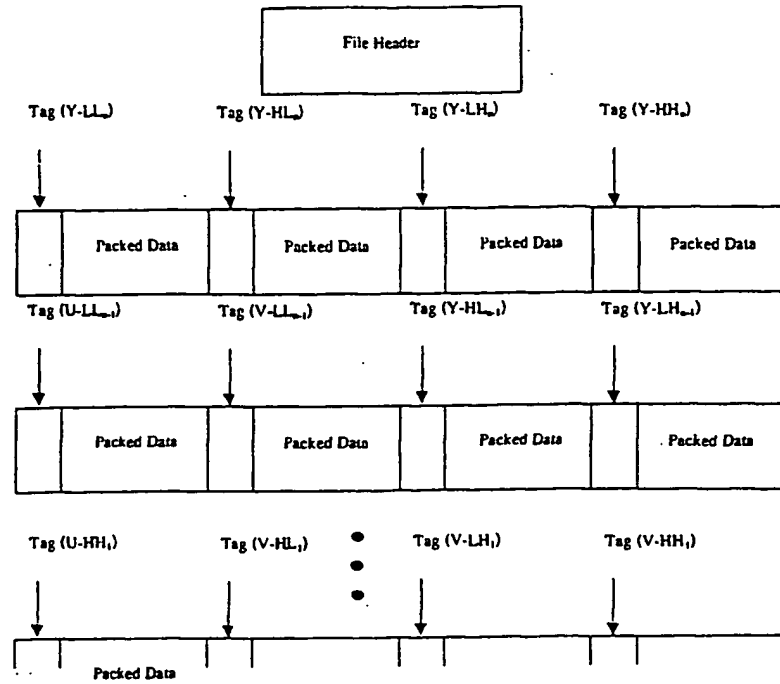 File Header
Tag (Y-LLₙ) Tag (Y-HLₙ) Tag (Y-LHₙ) Tag (Y-HHₙ)
Packed Data Packed Data Packed Data Packed Data
Tag (U-LLₙ₋₁) Tag (V-LLₙ₋₁) Tag (Y-HLₙ₋₁) Tag (Y-LHₙ₋₁)
Packed Data Packed Data Packed Data Packed Data
Tag (U-HH₁) Tag (V-HL₁) Tag (V-LH₁) Tag (V-HH₁)
Packed Data